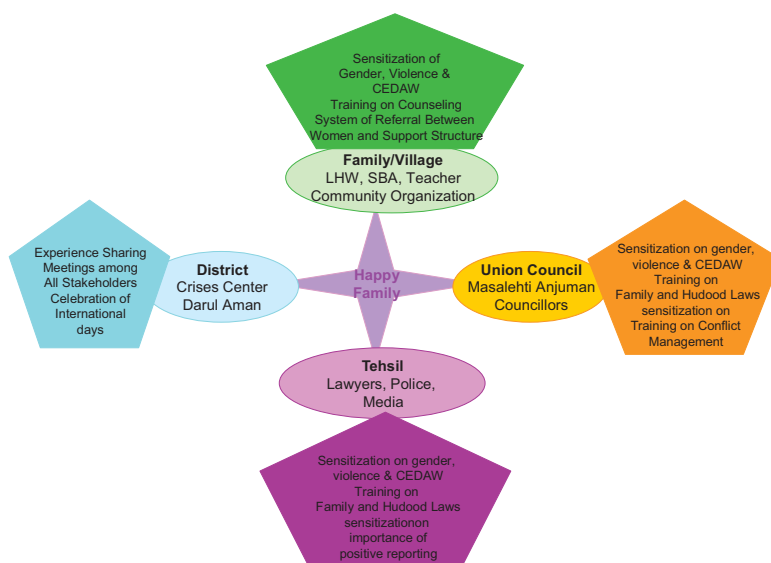 Sensitization of
Gender, Violence &
CEDAW
Training on Counseling
System of Referral Between
Women and Support Structure
Family/Village
LHW, SBA, Teacher
Community Organization
Experience Sharing
Meetings among
All Stakeholders
Celebration of
International
days
District
Crises Center
Darul Aman
Happy
Family
Union Council
Masalehti Anjuman
Councillors
Sensitization on gender,
violence & CEDAW
Training on
Family and Hudood Laws
sensitization on
Training on Conflict
Management
Tehsil
Lawyers, Police,
Media
Sensitization on gender,
violence & CEDAW
Training on
Family and Hudood Laws
sensitizationon
importance of
positive reporting